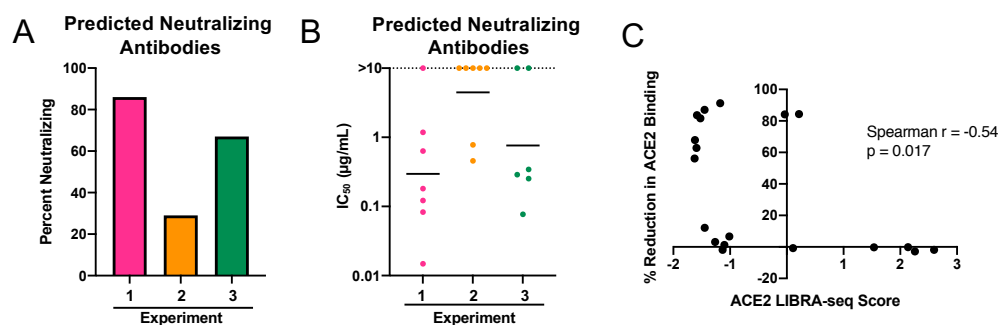 A
Predicted Neutralizing
Antibodies
Percent Neutralizing
100
80
60
40
20
0
1 2 3
Experiment
B
Predicted Neutralizing
Antibodies
IC50 (µg/mL)
>10
1
0.1
0.01
1 2 3
Experiment
C
% Reduction in ACE2 Binding
100
80
60
40
20
-20
-2 -1 0 1 2 3
ACE2 LIBRA-seq Score
Spearman r = -0.54
p = 0.017